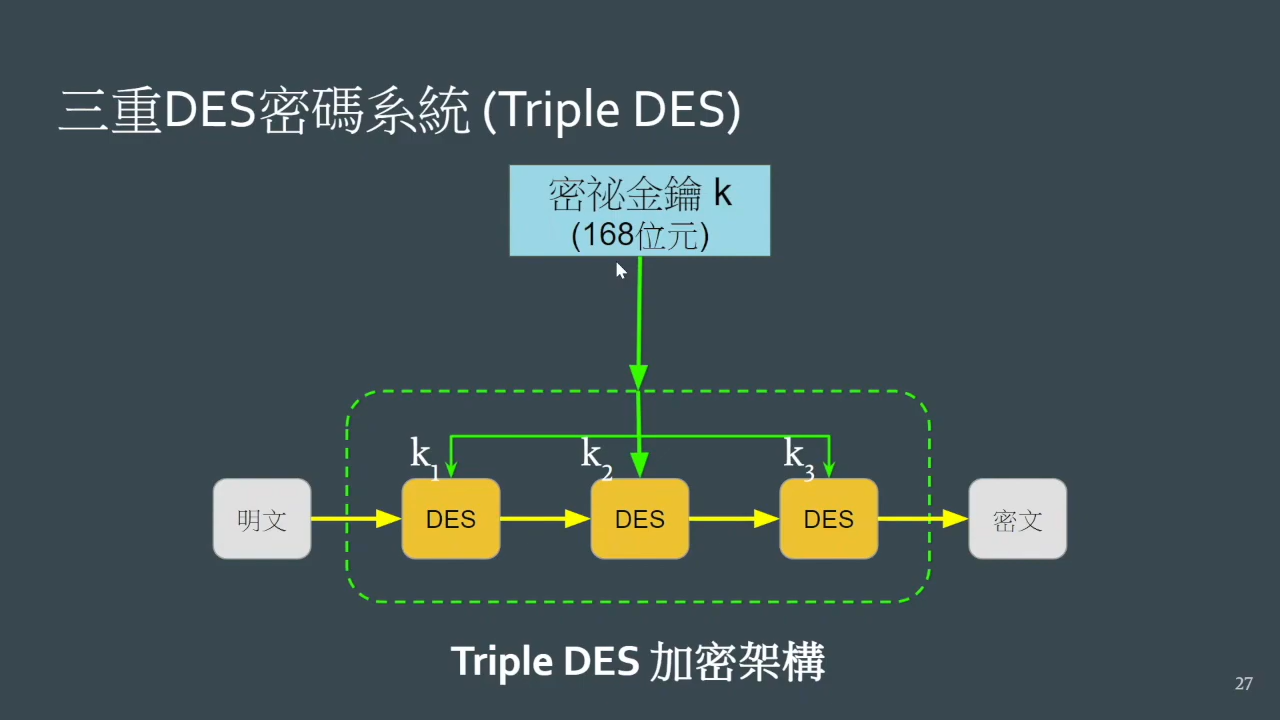 三重DES密碼系統 (Triple DES)
密祕金鑰 k
(168位元)
k1
k2
k3
明文
DES
DES
DES
密文
Triple DES 加密架構
27